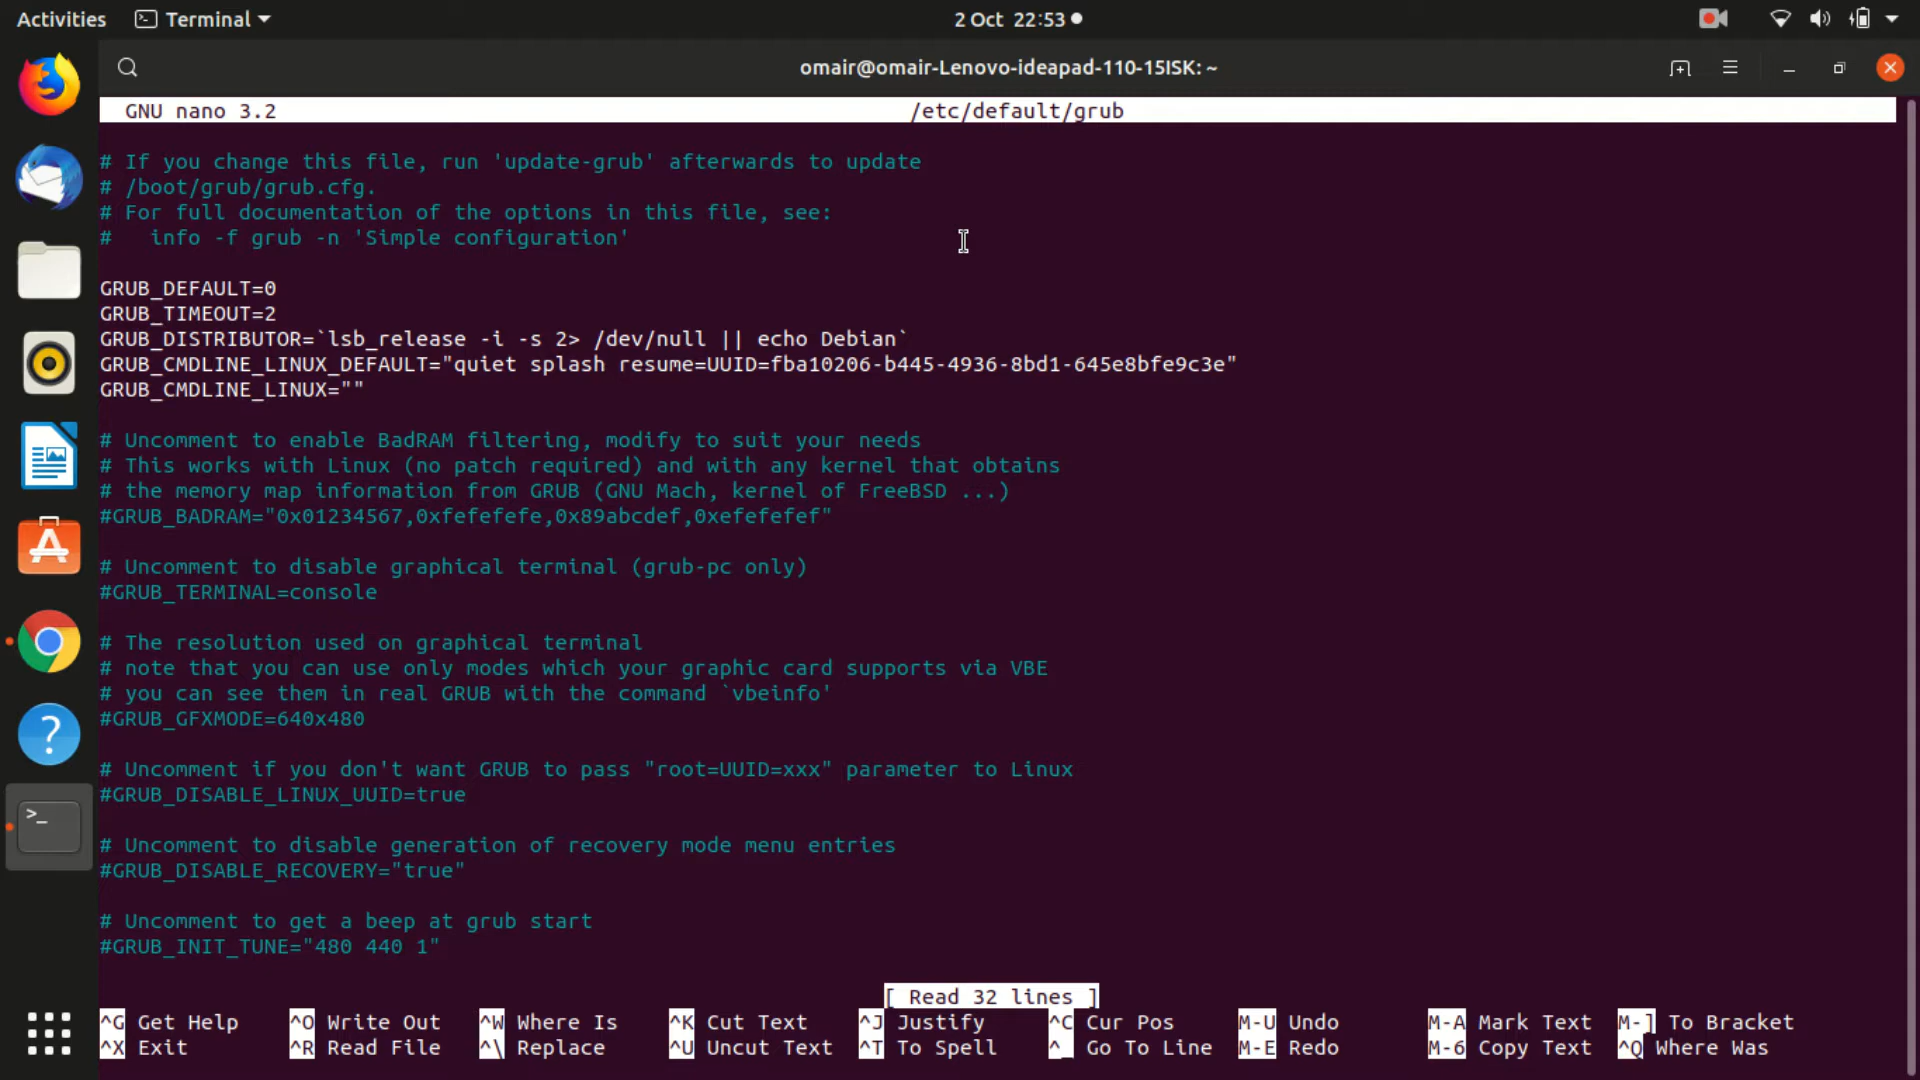 Activities Terminal 2 Oct 22:53
omair@omair-Lenovo-ideapad-110-15ISK: ~
GNU nano 3.2 /etc/default/grub
# If you change this file, run 'update-grub' afterwards to update
# /boot/grub/grub.cfg.
# For full documentation of the options in this file, see:
#   info -f grub -n 'Simple configuration'
GRUB_DEFAULT=0
GRUB_TIMEOUT=2
GRUB_DISTRIBUTOR=`lsb_release -i -s 2> /dev/null || echo Debian`
GRUB_CMDLINE_LINUX_DEFAULT="quiet splash resume=UUID=fba10206-b445-4936-8bd1-645e8bfe9c3e"
GRUB_CMDLINE_LINUX=""
# Uncomment to enable BadRAM filtering, modify to suit your needs
# This works with Linux (no patch required) and with any kernel that obtains
# the memory map information from GRUB (GNU Mach, kernel of FreeBSD ...)
#GRUB_BADRAM="0x01234567,0xfefefefe,0x89abcdef,0xefefefef"
# Uncomment to disable graphical terminal (grub-pc only)
#GRUB_TERMINAL=console
# The resolution used on graphical terminal
# note that you can use only modes which your graphic card supports via VBE
# you can see them in real GRUB with the command `vbeinfo'
#GRUB_GFXMODE=640x480
# Uncomment if you don't want GRUB to pass "root=UUID=xxx" parameter to Linux
#GRUB_DISABLE_LINUX_UUID=true
# Uncomment to disable generation of recovery mode menu entries
#GRUB_DISABLE_RECOVERY="true"
# Uncomment to get a beep at grub start
#GRUB_INIT_TUNE="480 440 1"
[ Read 32 lines ]
^G Get Help ^O Write Out ^W Where Is ^K Cut Text ^J Justify ^C Cur Pos M-U Undo M-A Mark Text M-] To Bracket
^X Exit ^R Read File ^\ Replace ^U Uncut Text ^T To Spell ^_ Go To Line M-E Redo M-6 Copy Text ^Q Where Was